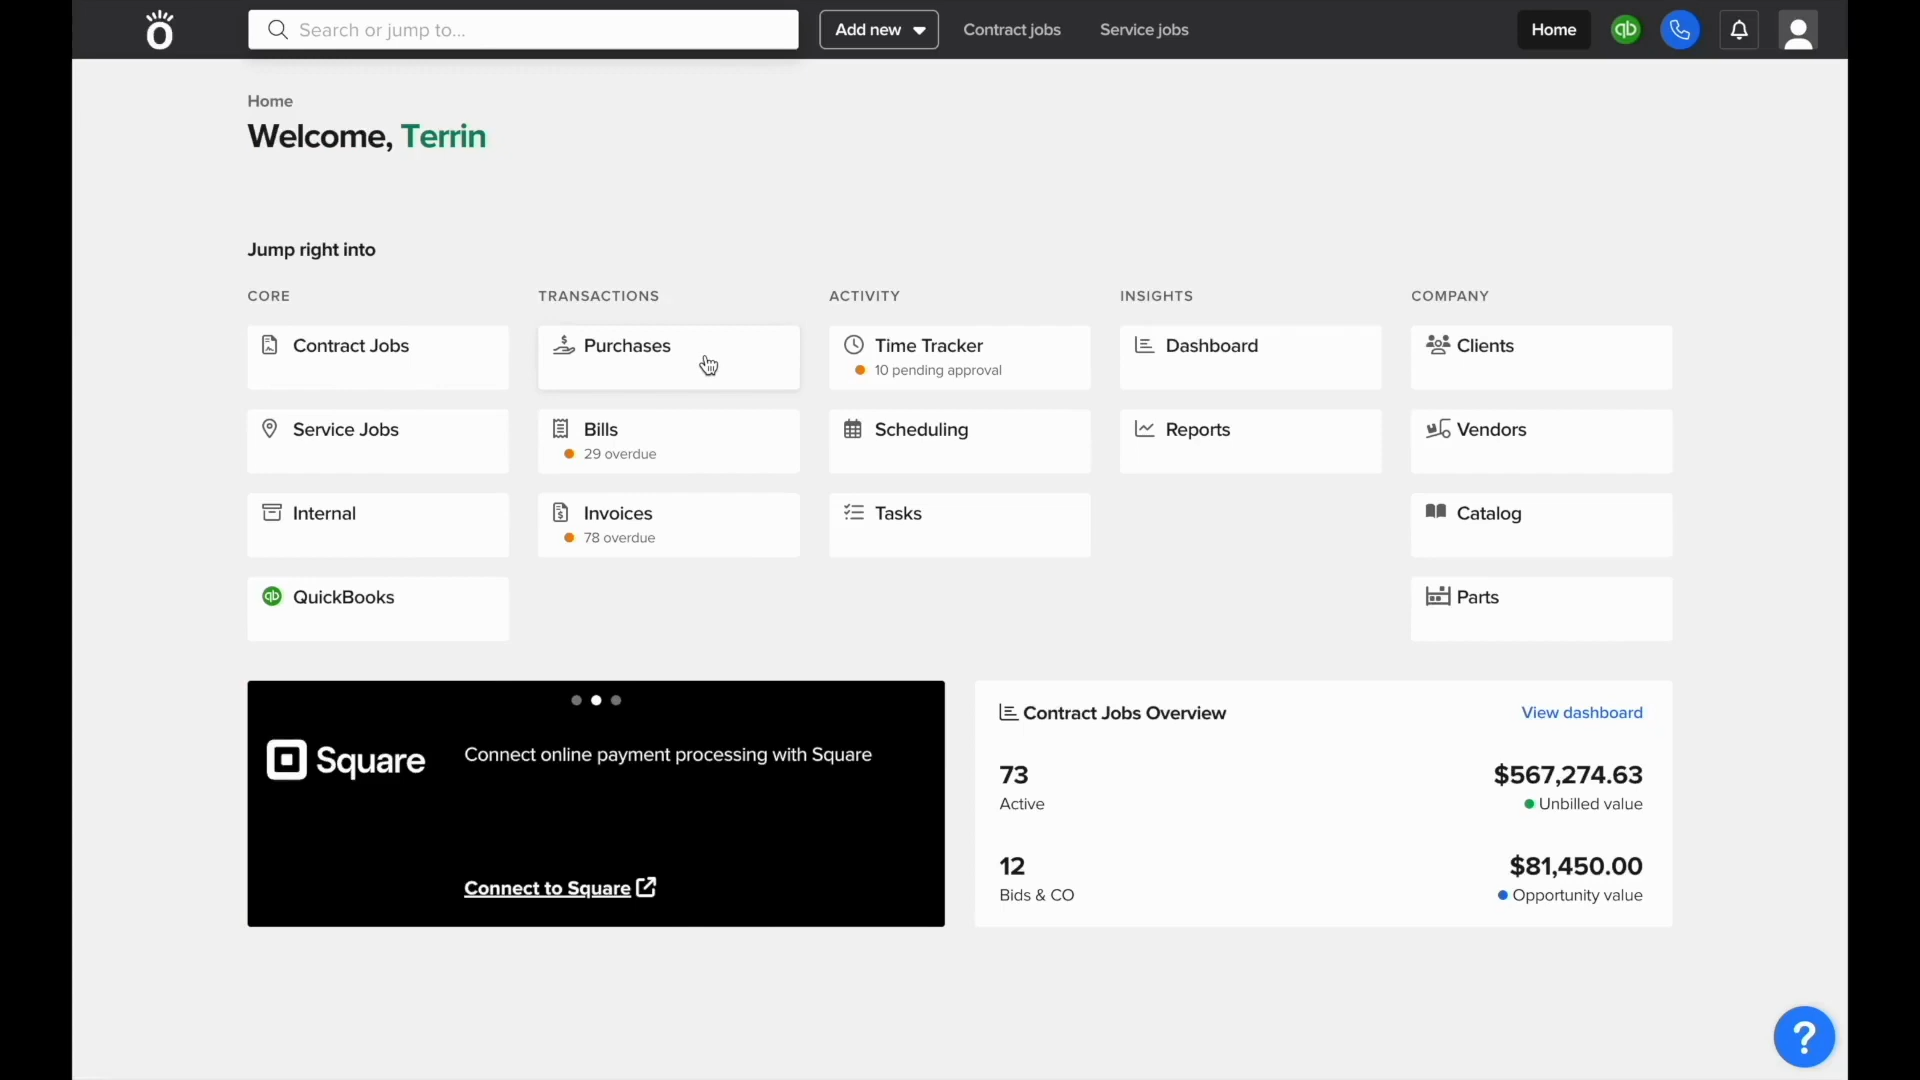 Search or jump to...
Add new
Contract jobs
Service jobs
Home
qb
Home
Welcome, Terrin
Jump right into
CORE
TRANSACTIONS
ACTIVITY
INSIGHTS
COMPANY
Contract Jobs
Purchases
Time Tracker
10 pending approval
Dashboard
Clients
Service Jobs
Bills
29 overdue
Scheduling
Reports
Vendors
Internal
Invoices
78 overdue
Tasks
Catalog
qb QuickBooks
Parts
Square
Connect online payment processing with Square
Connect to Square
Contract Jobs Overview
View dashboard
73
Active
$567,274.63
Unbilled value
12
Bids & CO
$81,450.00
Opportunity value
?